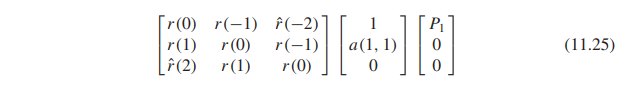 [r(0) r(−1) r̂(−2)] [1] [P₁]
[r(1) r(0) r(−1)] [a(1, 1)] [0] (11.25)
[r̂(2) r(1) r(0)] [0] [0]